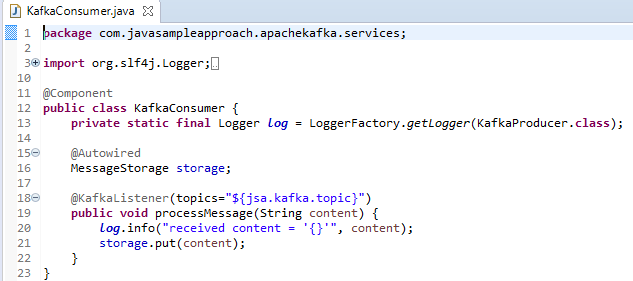 KafkaConsumer.java
1 package com.javasampleapproach.apachekafka.services;
2
3 import org.slf4j.Logger;
10
11 @Component
12 public class KafkaConsumer {
13 private static final Logger log = LoggerFactory.getLogger(KafkaProducer.class);
14
15 @Autowired
16 MessageStorage storage;
17
18 @KafkaListener(topics="${jsa.kafka.topic}")
19 public void processMessage(String content) {
20 log.info("received content = '{}'", content);
21 storage.put(content);
22 }
23 }